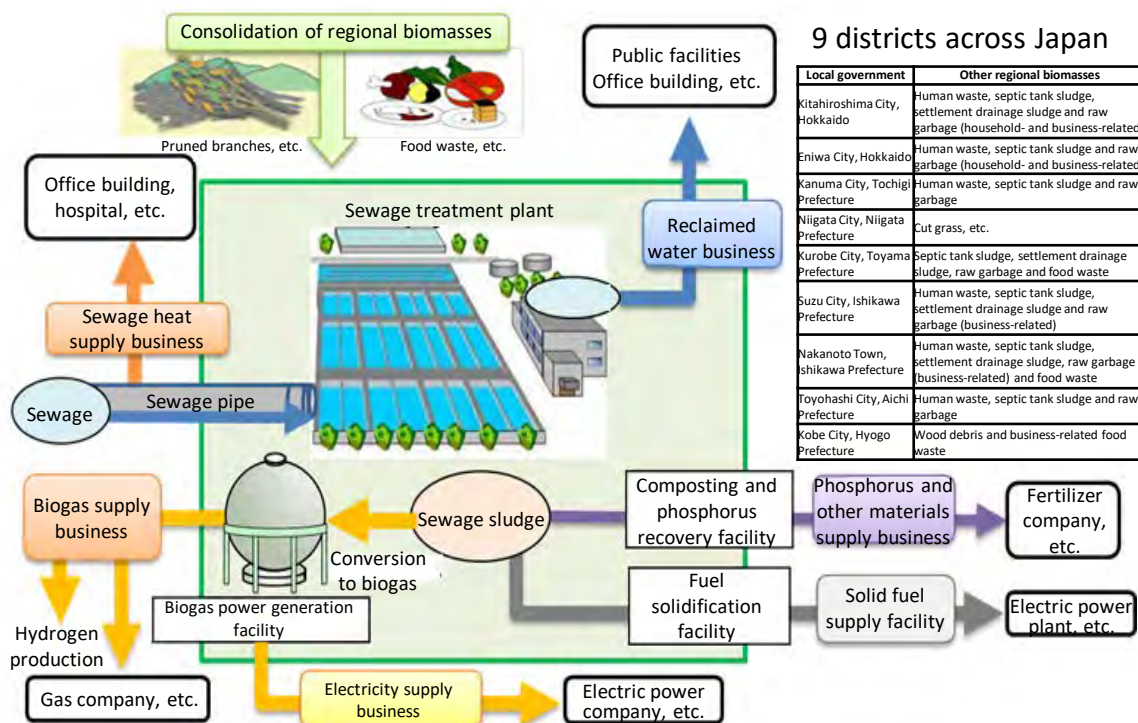 Consolidation of regional biomasses
Pruned branches, etc.
Food waste, etc.
Public facilities
Office building, etc.
9 districts across Japan
Local government
Other regional biomasses
Kitahiroshima City,
Hokkaido
Human waste, septic tank sludge,
settlement drainage sludge and raw
garbage (household- and business-related
Eniwa City, Hokkaido
Human waste, septic tank sludge and raw
garbage (household- and business-related
Kanuma City, Tochigi
Prefecture
Human waste, septic tank sludge and raw
garbage
Niigata City, Niigata
Prefecture
Cut grass, etc.
Kurobe City, Toyama
Prefecture
Septic tank sludge, settlement drainage
sludge, raw garbage and food waste
Suzu City, Ishikawa
Prefecture
Human waste, septic tank sludge,
settlement drainage sludge and raw
garbage (business-related)
Nakanoto Town,
Ishikawa Prefecture
Human waste, septic tank sludge,
settlement drainage sludge, raw garbage
(business-related) and food waste
Toyohashi City, Aichi
Prefecture
Human waste, septic tank sludge and raw
garbage
Kobe City, Hyogo
Prefecture
Wood debris and business-related food
waste
Office building,
hospital, etc.
Sewage treatment plant
Reclaimed
water business
Sewage heat
supply business
Sewage
Sewage pipe
Biogas supply
business
Conversion
to biogas
Sewage sludge
Composting and
phosphorus
recovery facility
Phosphorus and
other materials
supply business
Fertilizer
company,
etc.
Fuel
solidification
facility
Solid fuel
supply facility
Electric power
plant, etc.
Biogas power generation
facility
Hydrogen
production
Gas company, etc.
Electricity supply
business
Electric power
company, etc.